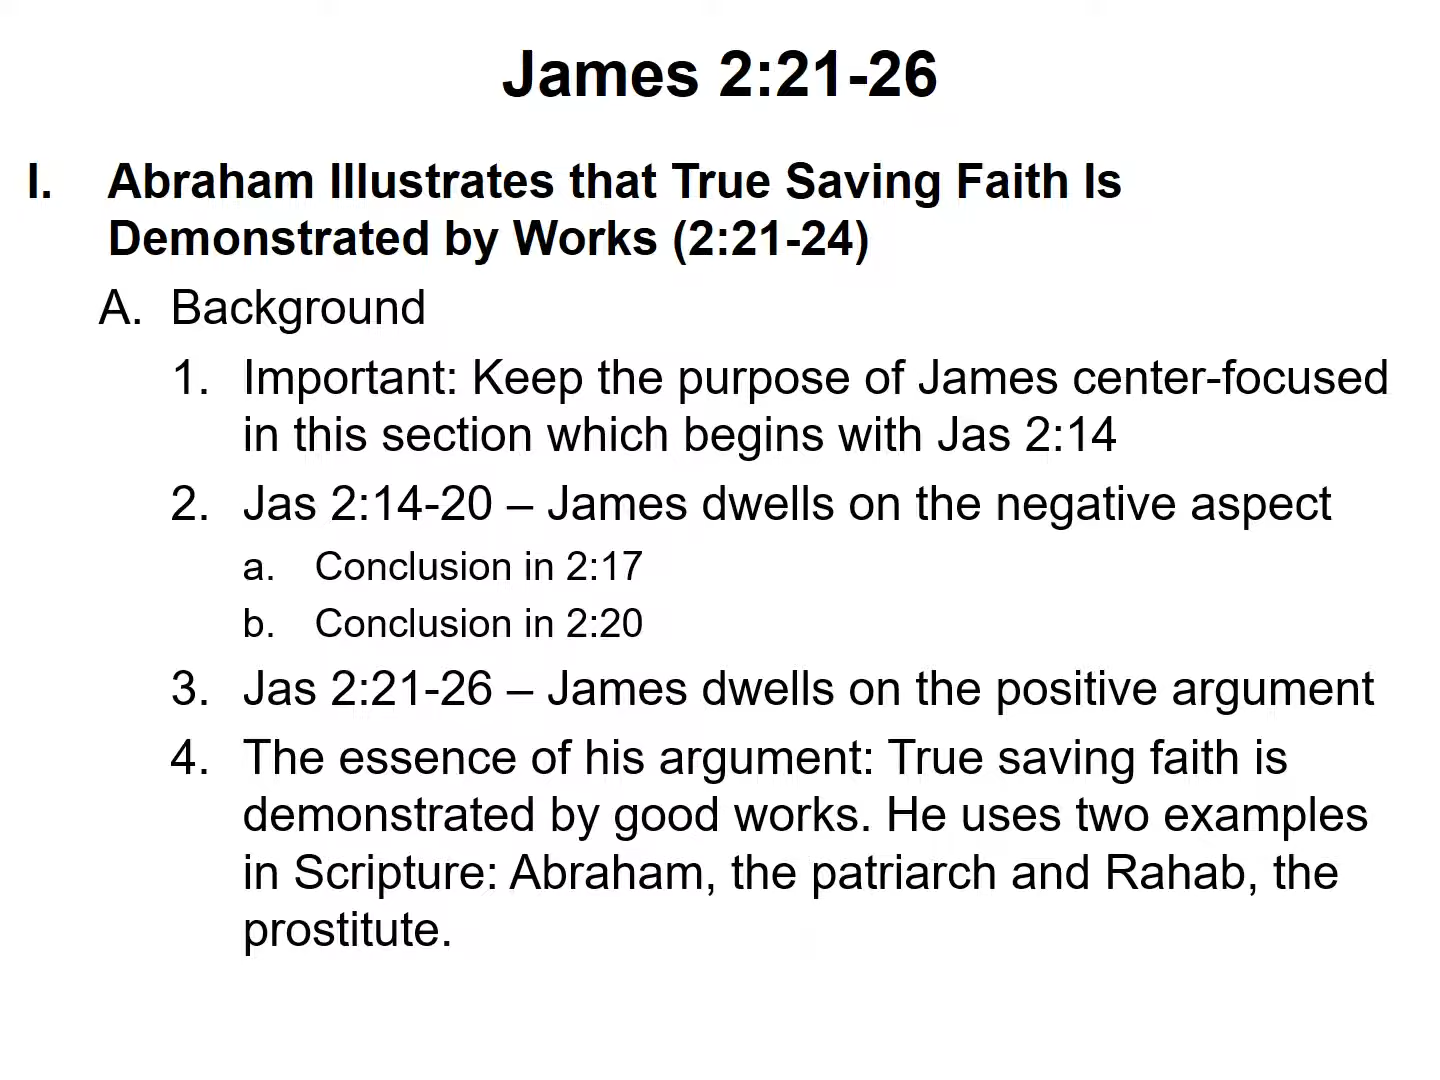 James 2:21-26
I. Abraham Illustrates that True Saving Faith Is
Demonstrated by Works (2:21-24)
A. Background
1. Important: Keep the purpose of James center-focused
in this section which begins with Jas 2:14
2. Jas 2:14-20 – James dwells on the negative aspect
a. Conclusion in 2:17
b. Conclusion in 2:20
3. Jas 2:21-26 – James dwells on the positive argument
4. The essence of his argument: True saving faith is
demonstrated by good works. He uses two examples
in Scripture: Abraham, the patriarch and Rahab, the
prostitute.